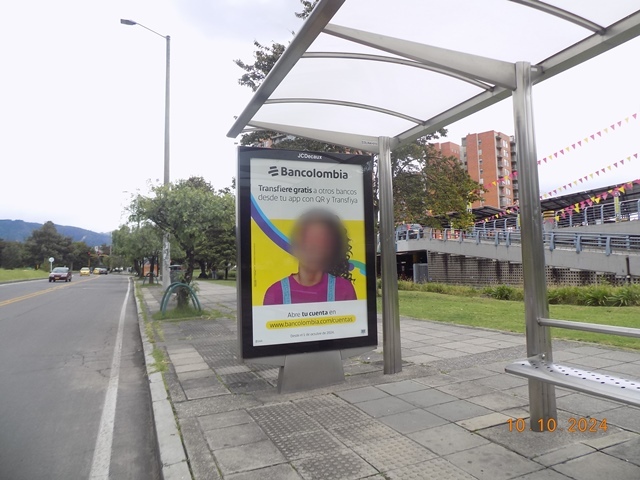 JCDecaux
Bancolombia
Transfiere gratis a otros bancos
desde tu app con QR y Transfiya
Abre tu cuenta en
www.bancolombia.com/cuentas
10.10.2024